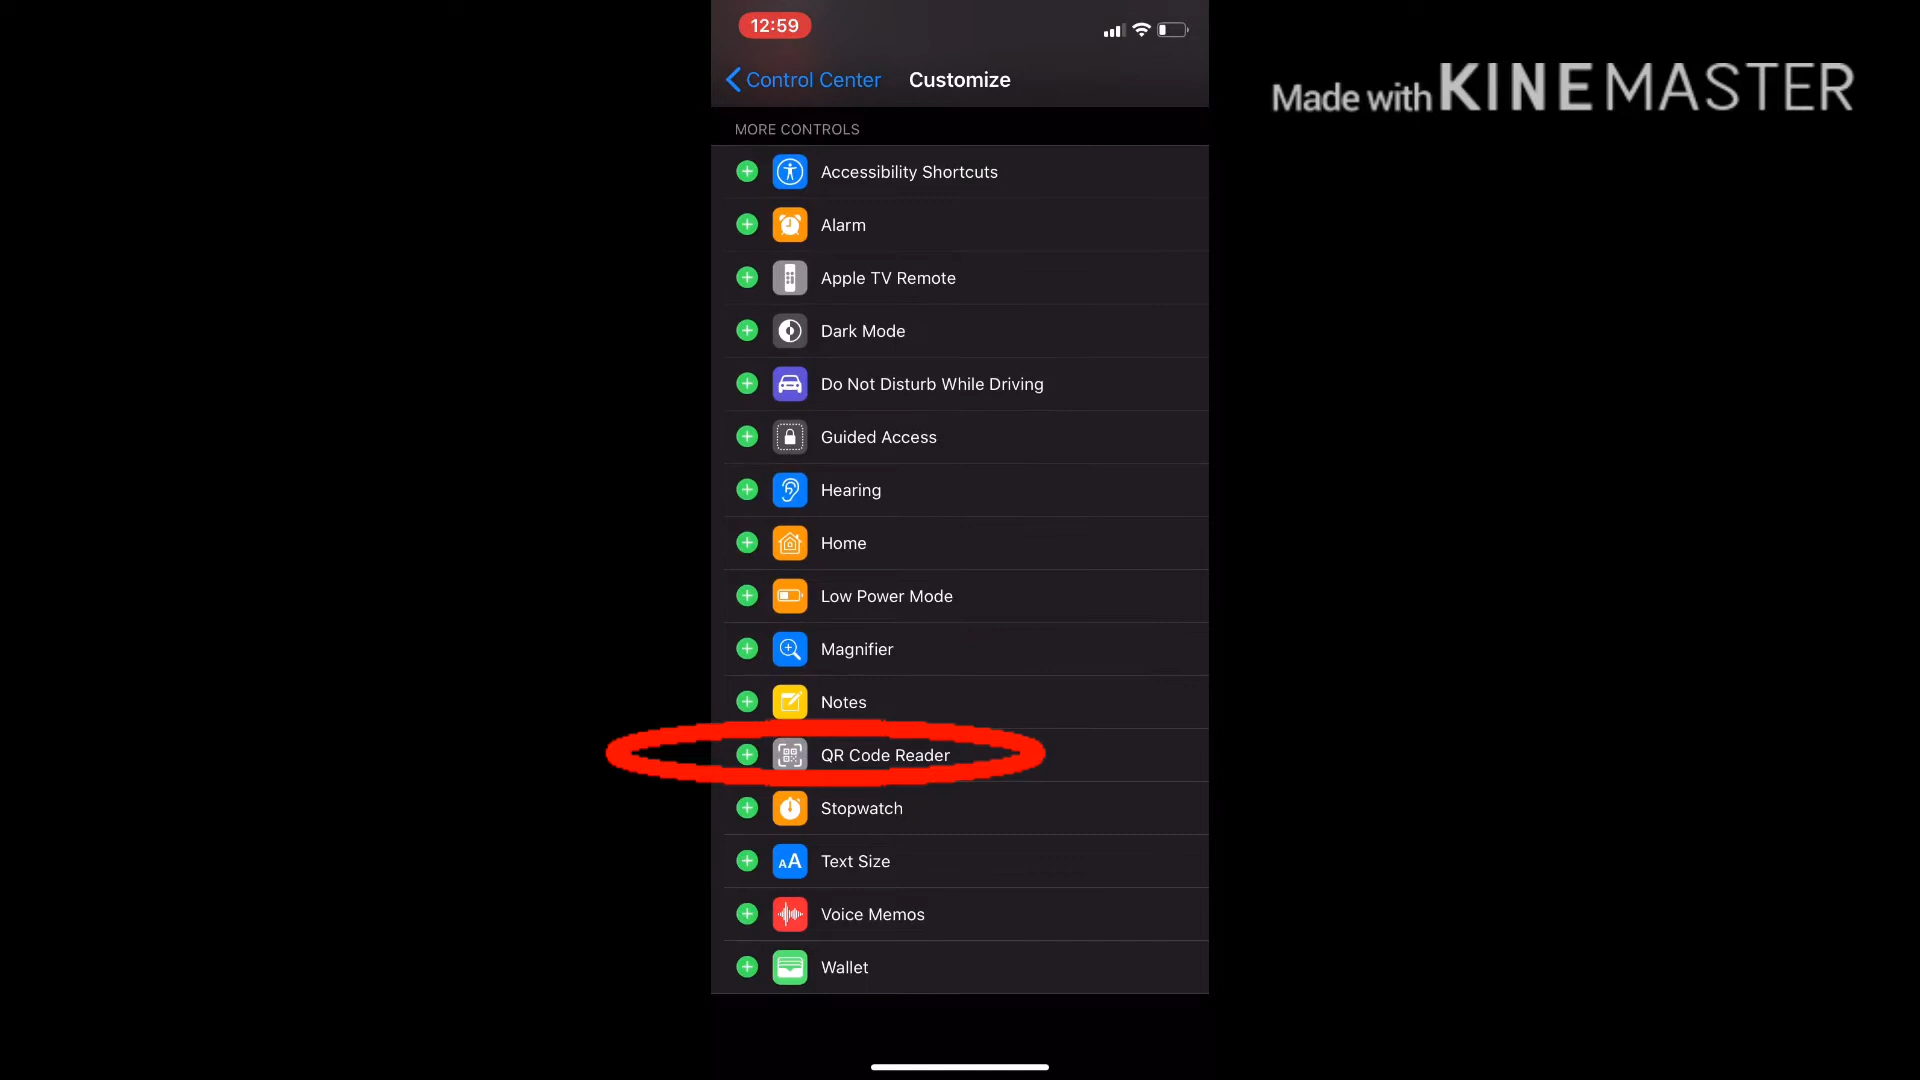 12:59
Control Center
Customize
Made with KINEMASTER
MORE CONTROLS
Accessibility Shortcuts
Alarm
Apple TV Remote
Dark Mode
Do Not Disturb While Driving
Guided Access
Hearing
Home
Low Power Mode
Magnifier
Notes
QR Code Reader
Stopwatch
AA Text Size
Voice Memos
Wallet